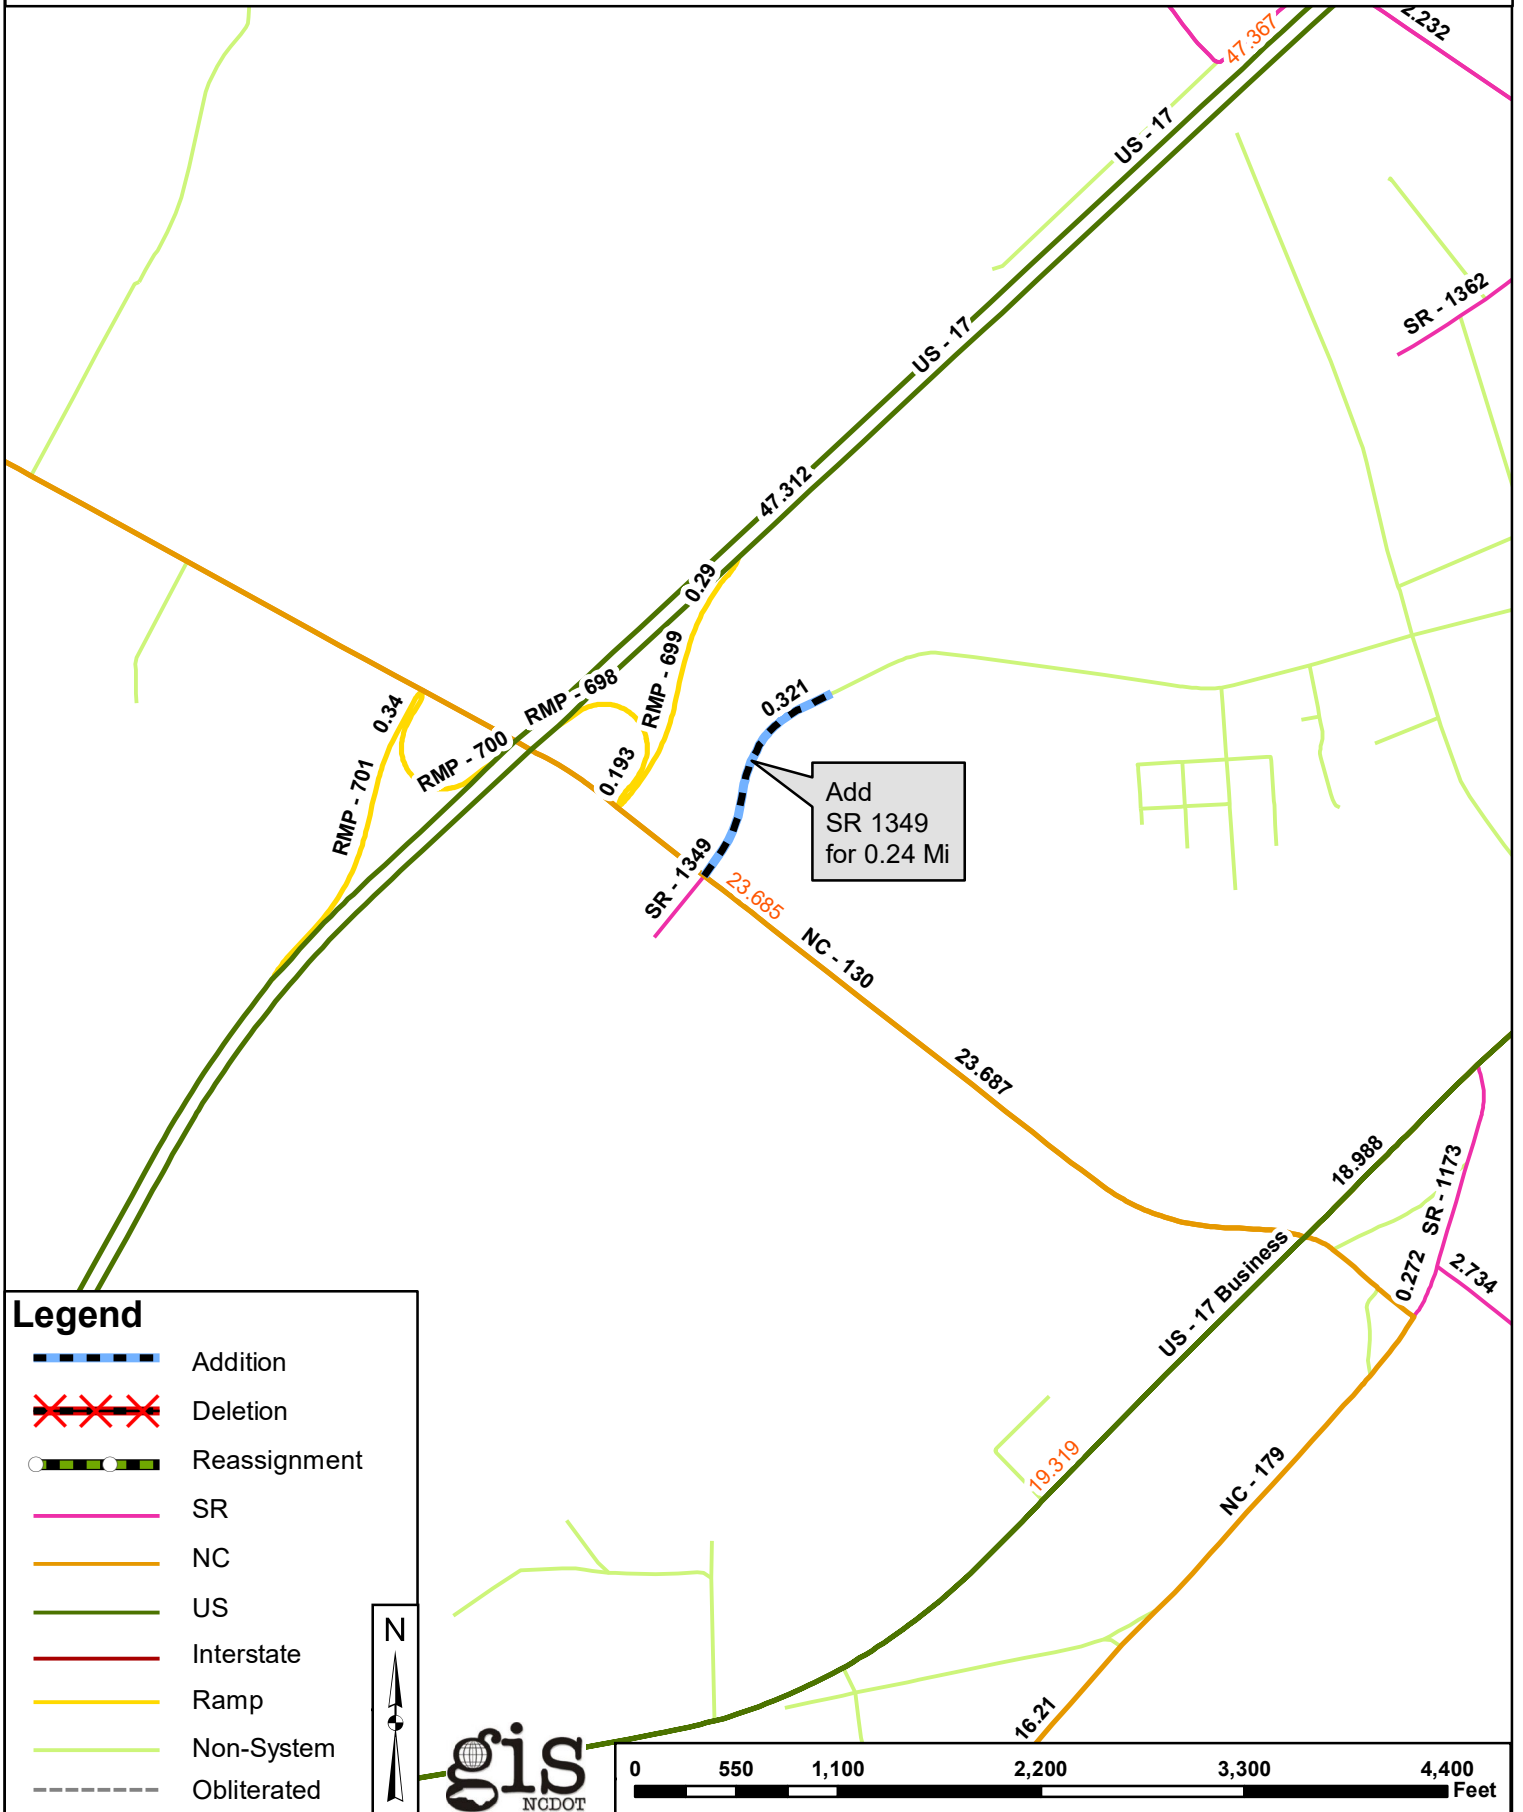 2.232
47.367
US - 17
SR - 1362
US - 17
47.312
0.29
RMP - 699
RMP - 698
0.321
0.34
RMP - 700
0.193
RMP - 701
Add
SR 1349
for 0.24 Mi
SR - 1349
23.685
NC - 130
23.687
18.988
SR - 1173
US - 17 Business
0.272
2.734
19.319
NC - 179
16.21
Legend
Addition
Deletion
Reassignment
SR
NC
US
Interstate
Ramp
Non-System
Obliterated
N
gis
NCDOT
0 550 1,100 2,200 3,300 4,400
Feet